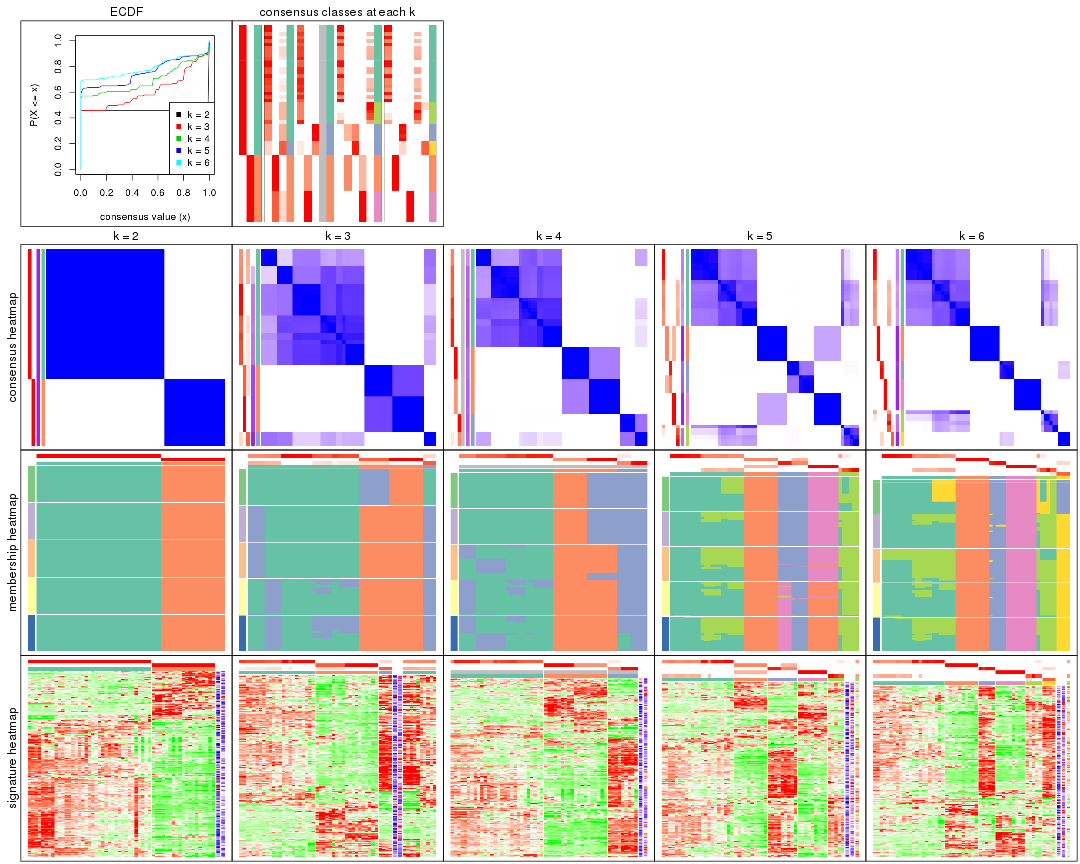 ECDF
consensus classes at each k
P(X <= x)
0.0
0.2
0.4
0.6
0.8
1.0
k = 2
k = 3
k = 4
k = 5
k = 6
0.0 0.2 0.4 0.6 0.8 1.0
consensus value (x)
k = 2
k = 3
k = 4
k = 5
k = 6
consensus heatmap
membership heatmap
signature heatmap